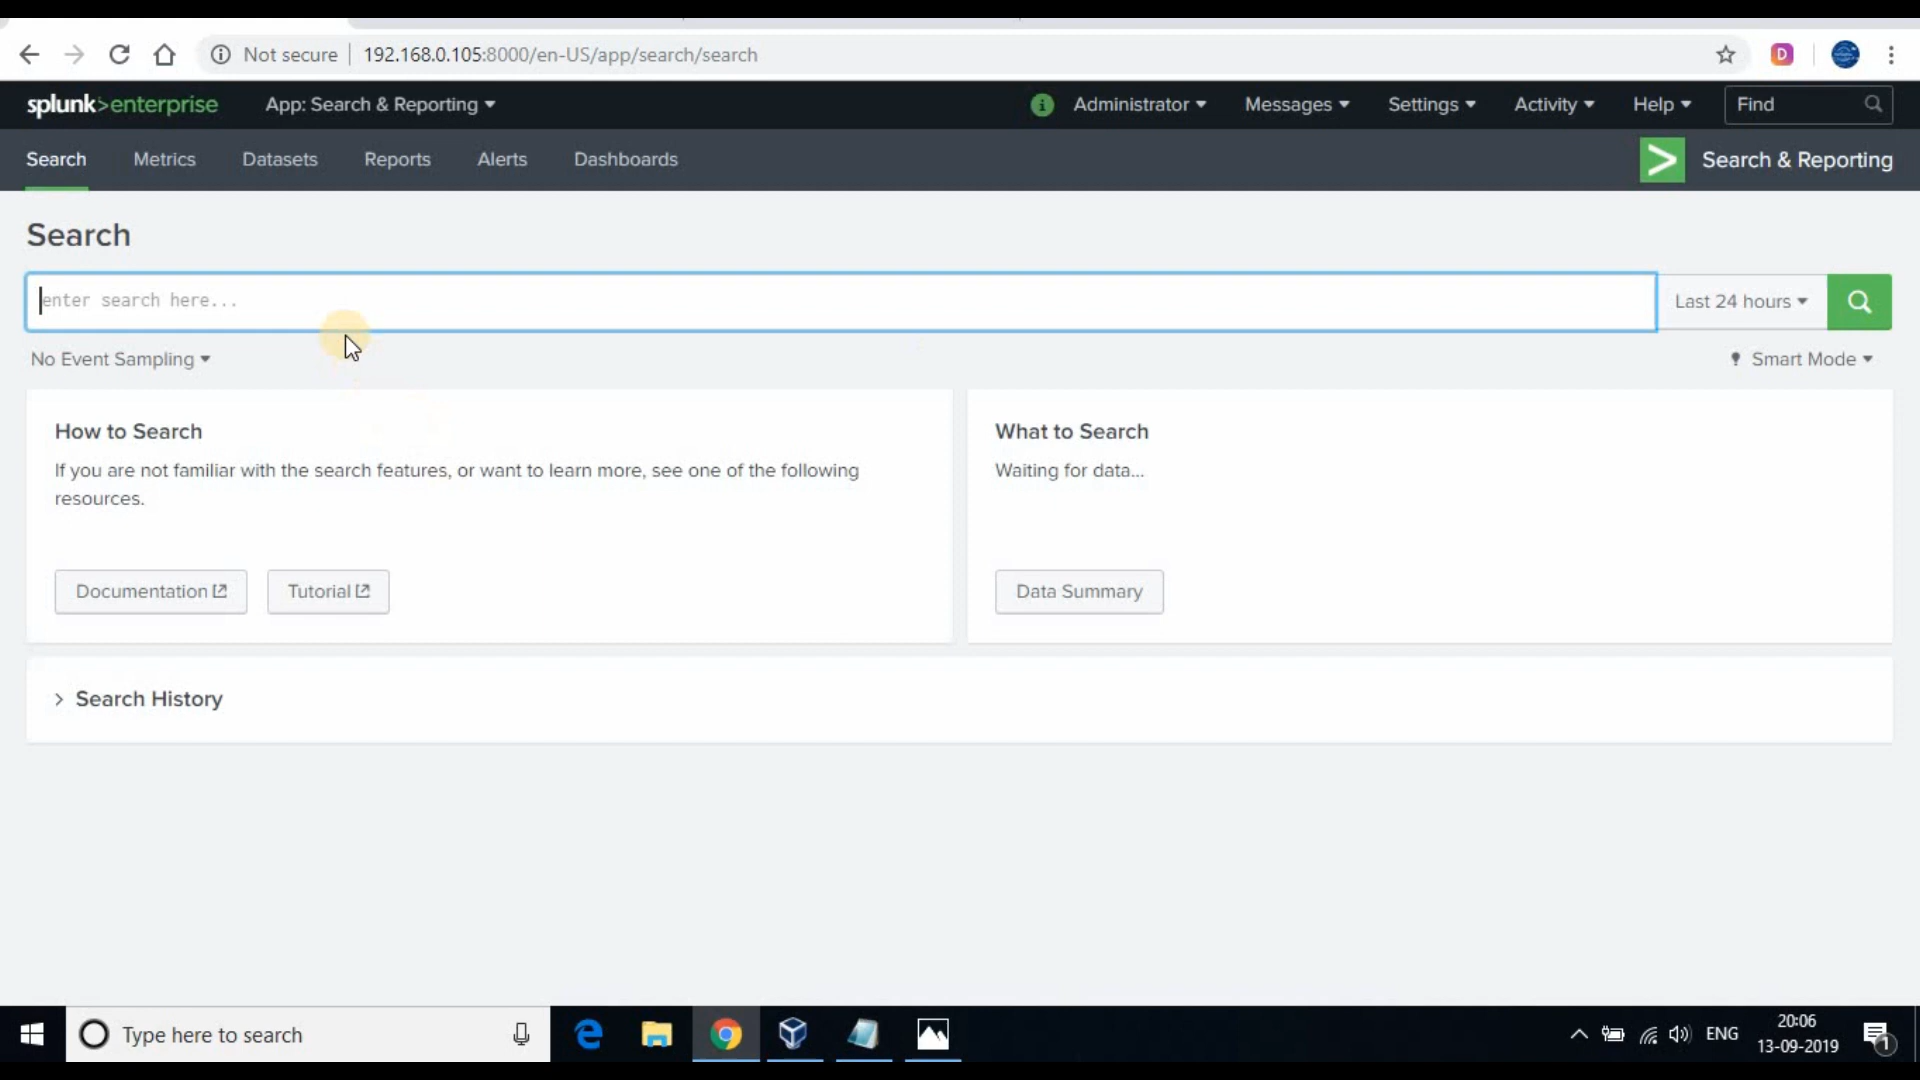 Not secure 192.168.0.105:8000/en-US/app/search/search
D
splunk>enterprise App: Search & Reporting Administrator Messages Settings Activity Help Find
Search Metrics Datasets Reports Alerts Dashboards Search & Reporting
Search
enter search here... Last 24 hours
No Event Sampling Smart Mode
How to Search
If you are not familiar with the search features, or want to learn more, see one of the following
resources.
Documentation Tutorial
What to Search
Waiting for data...
Data Summary
Search History
Type here to search
ENG
20:06
13-09-2019
1